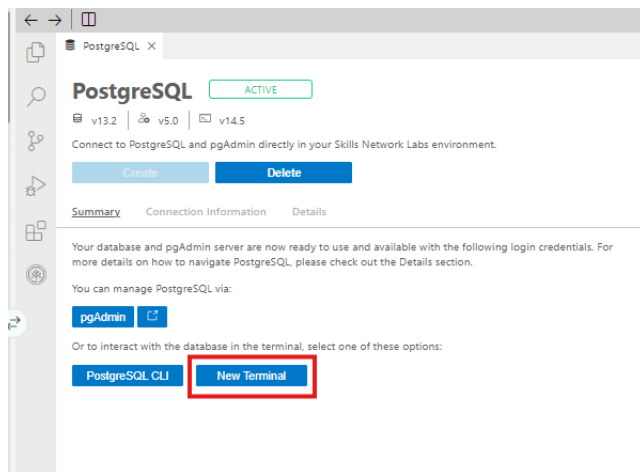 PostgreSQL
PostgreSQL ACTIVE
v13.2 v5.0 v14.5
Connect to PostgreSQL and pgAdmin directly in your Skills Network Labs environment.
Create Delete
Summary Connection Information Details
Your database and pgAdmin server are now ready to use and available with the following login credentials. For
more details on how to navigate PostgreSQL, please check out the Details section.
You can manage PostgreSQL via:
pgAdmin
Or to interact with the database in the terminal, select one of these options:
PostgreSQL CLI New Terminal